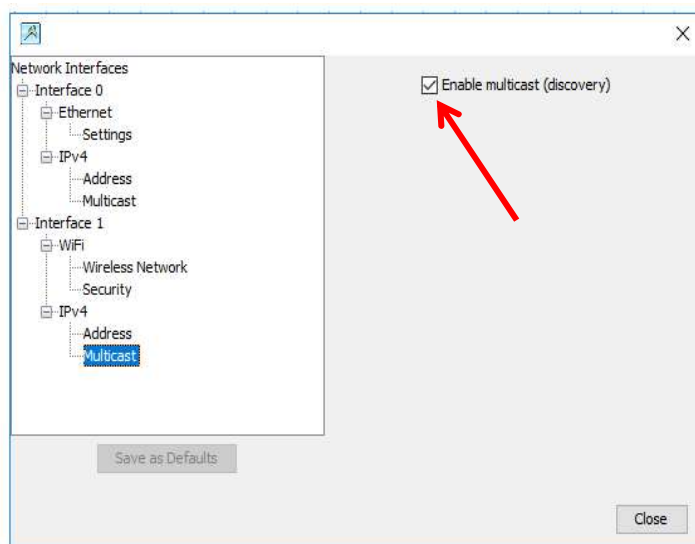 Network Interfaces
Interface 0
Ethernet
Settings
IPv4
Address
Multicast
Interface 1
WiFi
Wireless Network
Security
IPv4
Address
Multicast
Enable multicast (discovery)
Save as Defaults
Close